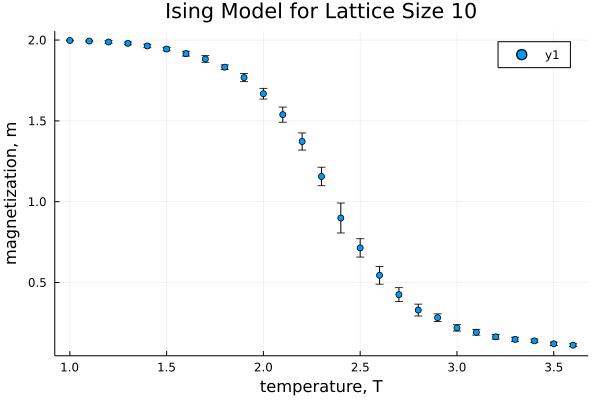 Ising Model for Lattice Size 10
y1
magnetization, m
2.0
1.5
1.0
0.5
1.0 1.5 2.0 2.5 3.0 3.5
temperature, T